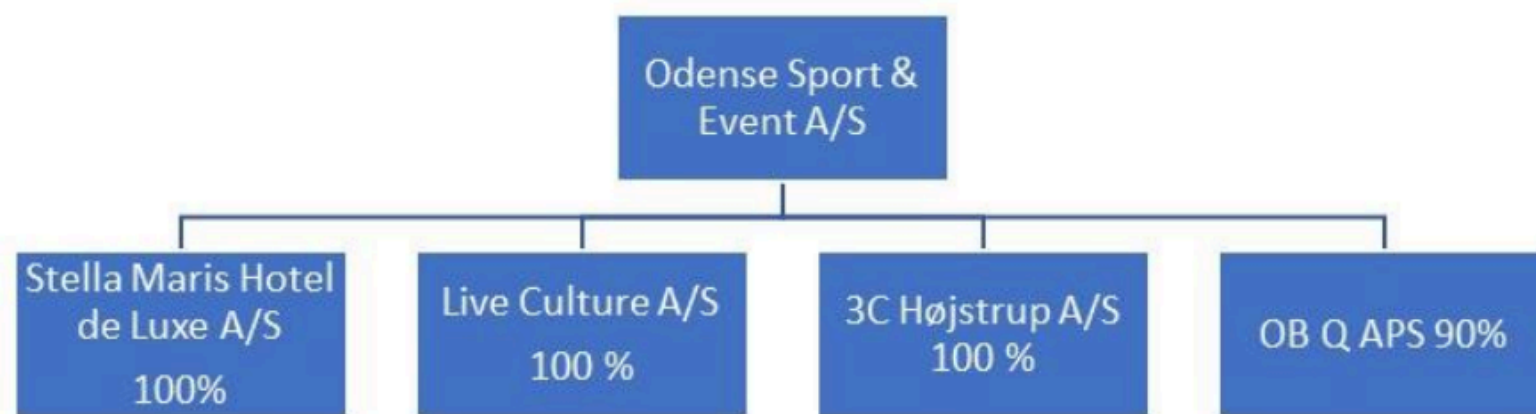 Odense Sport &
Event A/S
Stella Maris Hotel
de Luxe A/S
100%
Live Culture A/S
100 %
3C Højstrup A/S
100 %
OB Q APS 90%